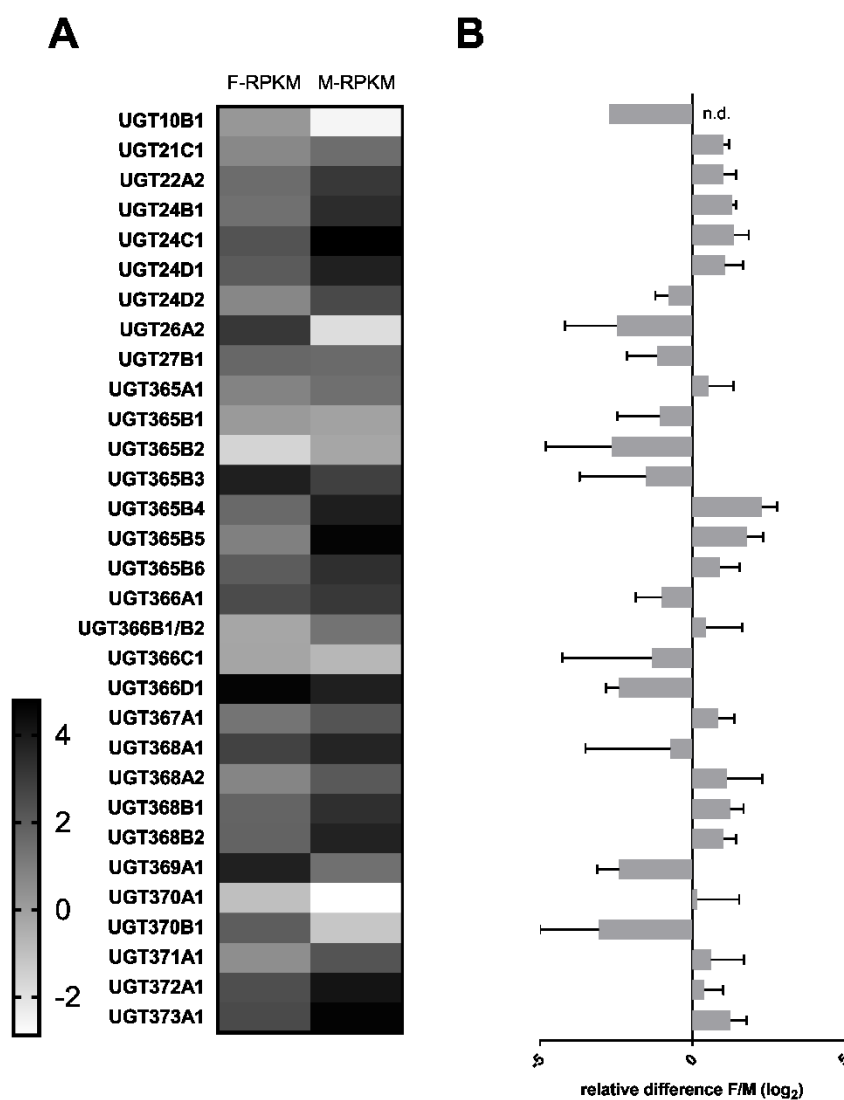 A
B
F-RPKM M-RPKM
UGT10B1
n.d.
UGT21C1
UGT22A2
UGT24B1
UGT24C1
UGT24D1
UGT24D2
UGT26A2
UGT27B1
UGT365A1
UGT365B1
UGT365B2
UGT365B3
UGT365B4
UGT365B5
UGT365B6
UGT366A1
UGT366B1/B2
UGT366C1
UGT366D1
UGT367A1
UGT368A1
UGT368A2
UGT368B1
UGT368B2
UGT369A1
UGT370A1
UGT370B1
UGT371A1
UGT372A1
UGT373A1
4
2
0
-2
-5 0 5
relative difference F/M (log₂)